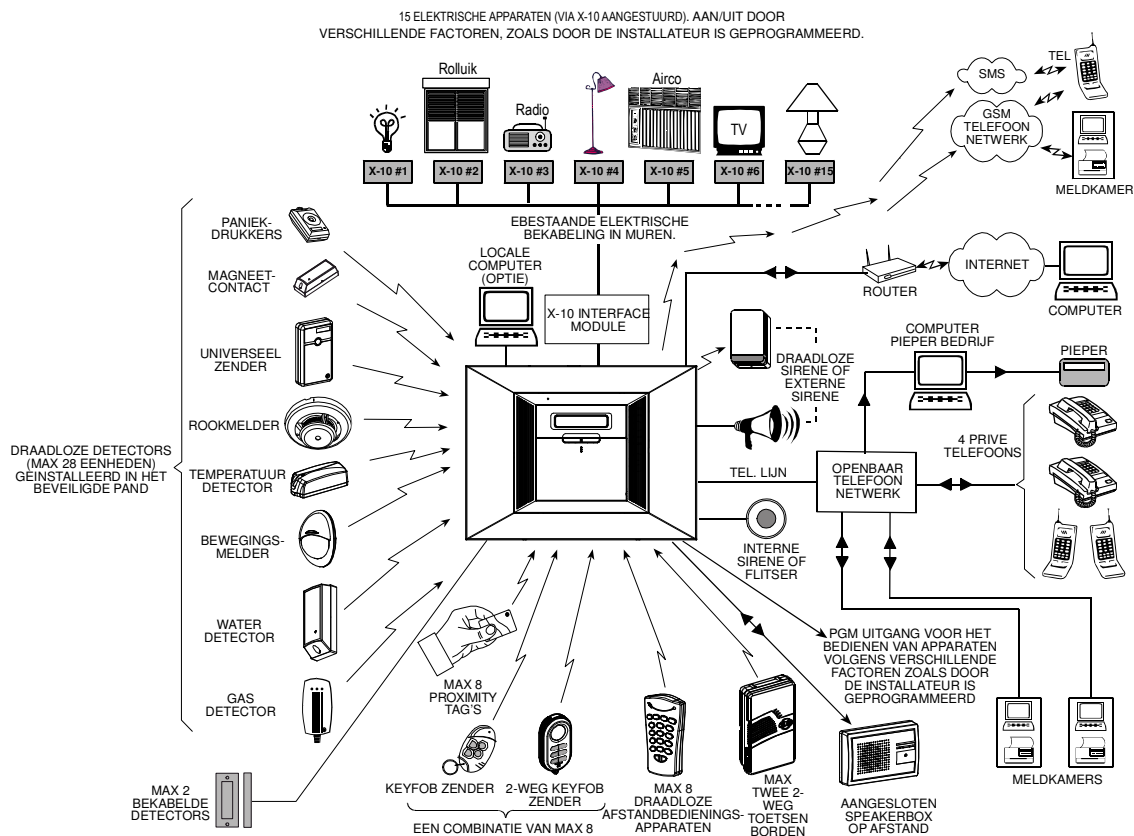 15 ELEKTRISCHE APPARATEN (VIA X-10 AANGESTUURD). AAN/UIT DOOR
VERSCHILLENDE FACTOREN, ZOALS DOOR DE INSTALLATEUR IS GEPROGRAMMEERD.
Rolluik
Radio
Airco
TV
X-10 #1
X-10 #2
X-10 #3
X-10 #4
X-10 #5
X-10 #6
X-10 #15
SMS
TEL
GSM
TELEFOON
NETWERK
MELDKAMER
EBESTAANDE ELEKTRISCHE
BEKABELING IN MUREN.
LOCALE
COMPUTER
(OPTIE)
X-10 INTERFACE
MODULE
ROUTER
INTERNET
COMPUTER
DRAADLOZE DETECTORS
(MAX 28 EENHEDEN)
GEINSTALLEERD IN HET
BEVEILIGDE PAND
PANIEK-
DRUKKERS
MAGNEET-
CONTACT
UNIVERSEEL
ZENDER
ROOKMELDER
TEMPERATUUR
DETECTOR
BEWEGINGS-
MELDER
WATER
DETECTOR
GAS
DETECTOR
MAX 2
BEKABELDE
DETECTORS
DRAADLOZE
SIRENE OF
EXTERNE
SIRENE
COMPUTER
PIEPER BEDRIJF
PIEPER
4 PRIVE
TELEFOONS
TEL. LIJN
OPENBAAR
TELEFOON
NETWERK
INTERNE
SIRENE OF
FLITSER
PGM UITGANG VOOR HET
BEDIENEN VAN APPARATEN
VOLGENS VERSCHILLENDE
FACTOREN ZOALS DOOR
DE INSTALLATEUR IS
GEPROGRAMMEERD
MELDKAMERS
MAX 8
PROXIMITY
TAG'S
KEYFOB ZENDER
2-WEG KEYFOB
ZENDER
EEN COMBINATIE VAN MAX 8
MAX 8
DRAADLOZE
AFSTANDBEDIENINGS-
APPARATEN
MAX
TWEE 2-
WEG
TOETSEN
BORDEN
AANGESLOTEN
SPEAKERBOX
OP AFSTAND